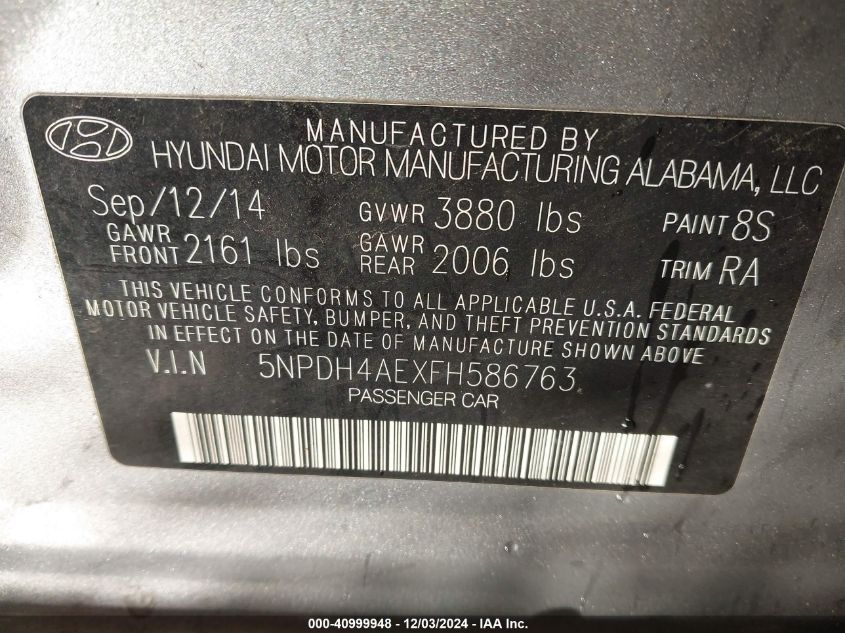 MANUFACTURED BY
HYUNDAI MOTOR MANUFACTURING ALABAMA, LLC
Sep/12/14 GVWR 3880 lbs PAINT 8S
GAWR FRONT 2161 lbs GAWR REAR 2006 lbs TRIM RA
THIS VEHICLE CONFORMS TO ALL APPLICABLE U.S.A. FEDERAL
MOTOR VEHICLE SAFETY, BUMPER, AND THEFT PREVENTION STANDARDS
IN EFFECT ON THE DATE OF MANUFACTURE SHOWN ABOVE
V.I.N 5NPDH4AEXFH586763
PASSENGER CAR
000-40999948 - 12/03/2024 - IAA Inc.